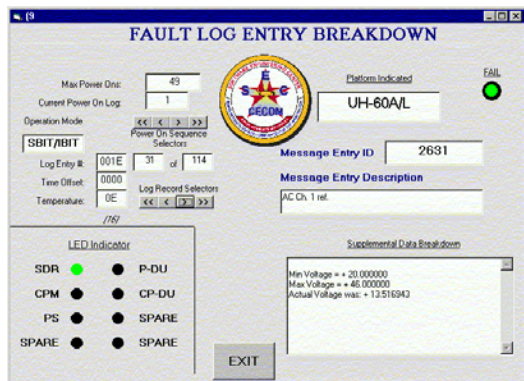 FAULT LOG ENTRY BREAKDOWN
Max Power Ons: 49
Current Power On Log: 1
Operation Mode
SBIT/IBIT
<< < > >>
Power On Sequence Selectors
Log Entry #: 001E 31 of 114
Time Offset: 0000
Temperature: 0E
Log Record Selectors
<< < > >>
/76/
S E C
CECOM
Platform Indicated
UH-60A/L
FAIL
Message Entry ID 2631
Message Entry Description
AC Ch. 1 ref.
LED Indicator
SDR P-DU
CPM CP-DU
PS SPARE
SPARE SPARE
Supplemental Data Breakdown
Min Voltage = + 20.000000
Max Voltage = + 46.000000
Actual Voltage was: + 13.516943
EXIT